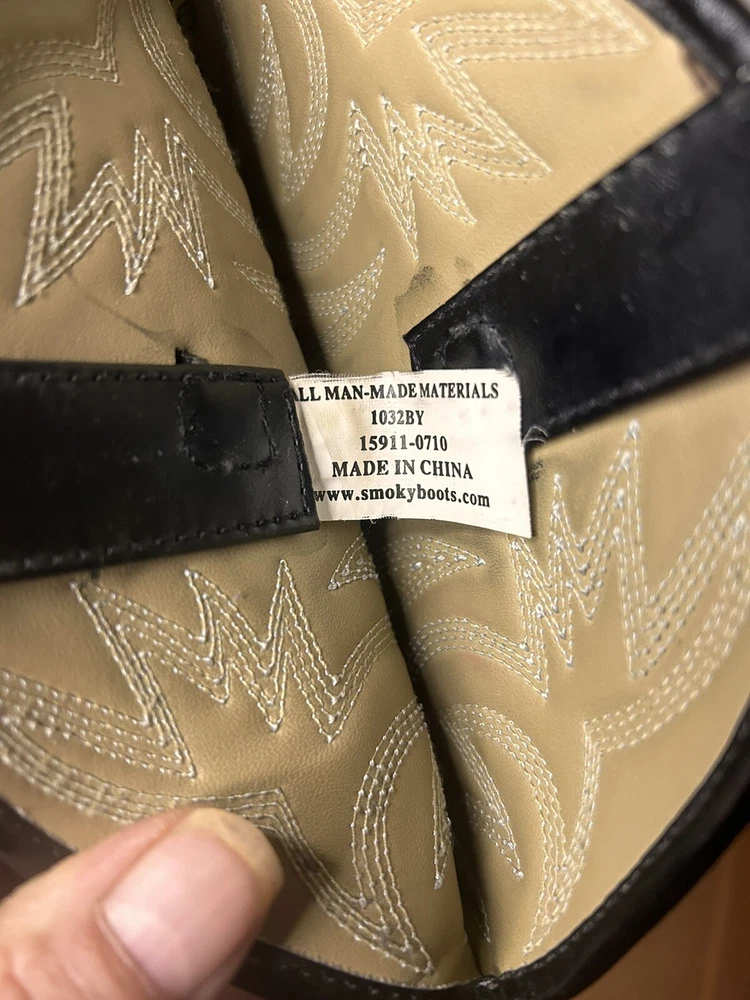 ALL MAN-MADE MATERIALS
1032BY
15911-0710
MADE IN CHINA
www.smokyboots.com